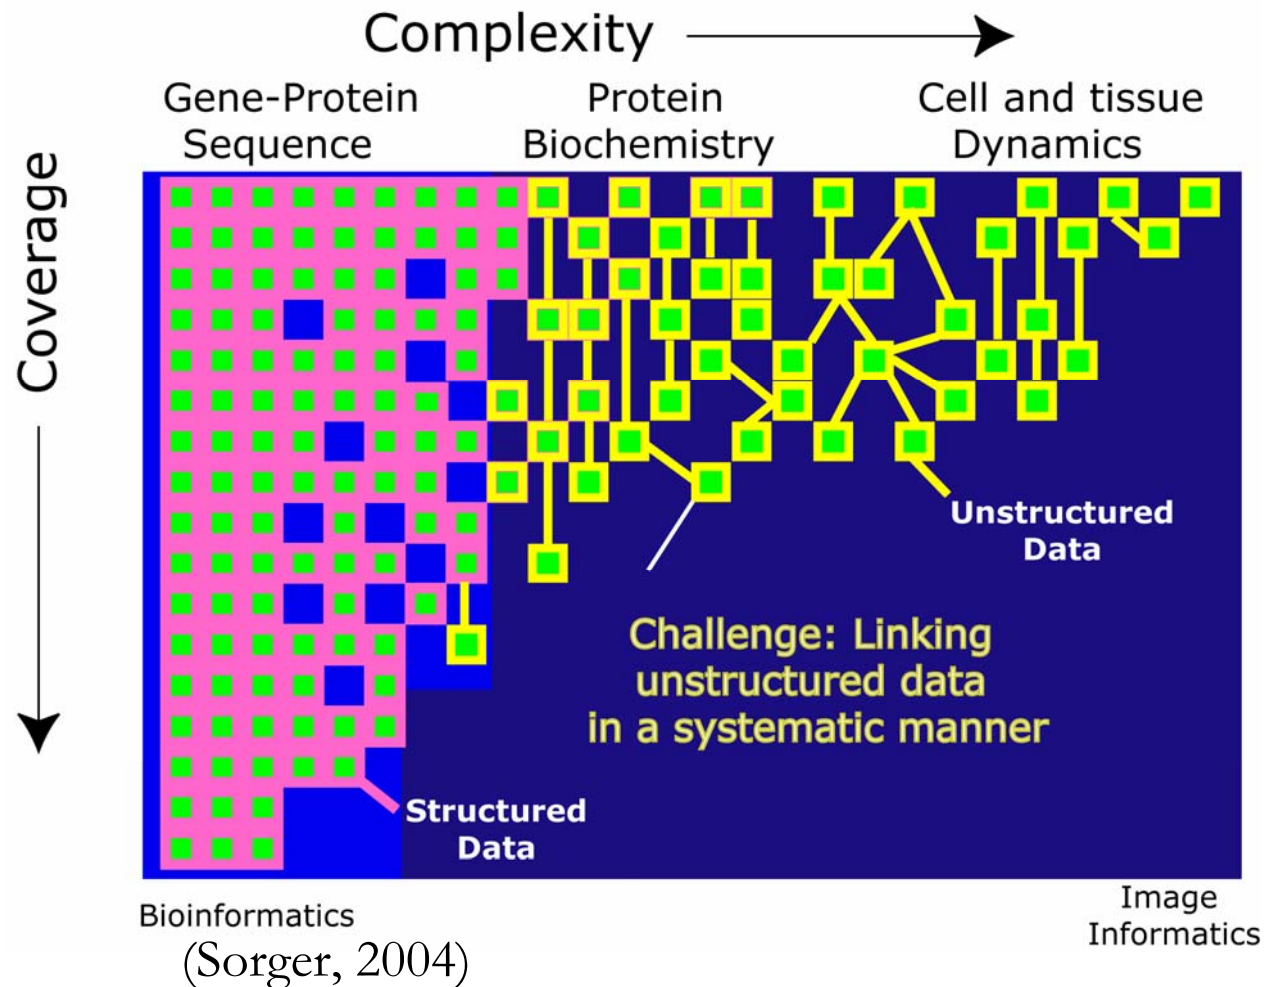 Complexity
Gene-Protein
Sequence
Protein
Biochemistry
Cell and tissue
Dynamics
Coverage
Unstructured
Data
Challenge: Linking
unstructured data
in a systematic manner
Structured
Data
Bioinformatics
Image
Informatics
(Sorger, 2004)